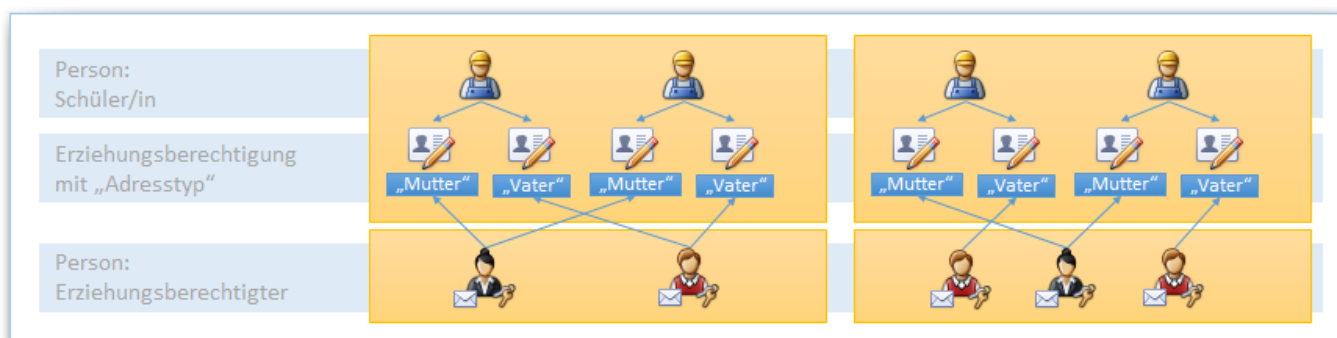 Person:
Schüler/in
Erziehungsberechtigung
mit „Adresstyp“
„Mutter“ „Vater“ „Mutter“ „Vater“ „Mutter“ „Vater“ „Mutter“ „Vater“
Person:
Erziehungsberechtigter